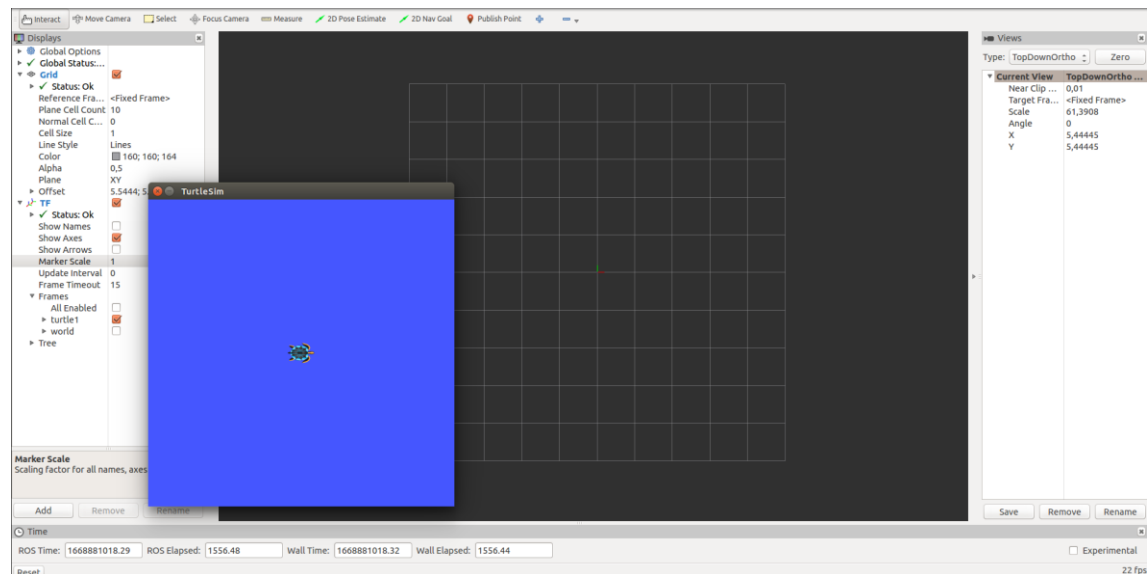 Interact Move Camera Select Focus Camera Measure 2D Pose Estimate 2D Nav Goal Publish Point
Displays
Global Options
Global Status:...
Grid
Status: Ok
Reference Fra... <Fixed Frame>
Plane Cell Count 10
Normal Cell C... 0
Cell Size 1
Line Style Lines
Color 160; 160; 164
Alpha 0,5
Plane XY
Offset 5.5444; 5
TF
Status: Ok
Show Names
Show Axes
Show Arrows
Marker Scale 1
Update Interval 0
Frame Timeout 15
Frames
All Enabled
turtle1
world
Tree
Marker Scale
Scaling factor for all names, axes
Add Remove Rename
TurtleSim
Views
Type: TopDownOrtho Zero
Current View TopDownOrtho ...
Near Clip ... 0,01
Target Fra... <Fixed Frame>
Scale 61,3908
Angle 0
X 5,44445
Y 5,44445
Save Remove Rename
Time
ROS Time: 1668881018.29 ROS Elapsed: 1556.48 Wall Time: 1668881018.32 Wall Elapsed: 1556.44 Experimental
Reset 22 fps